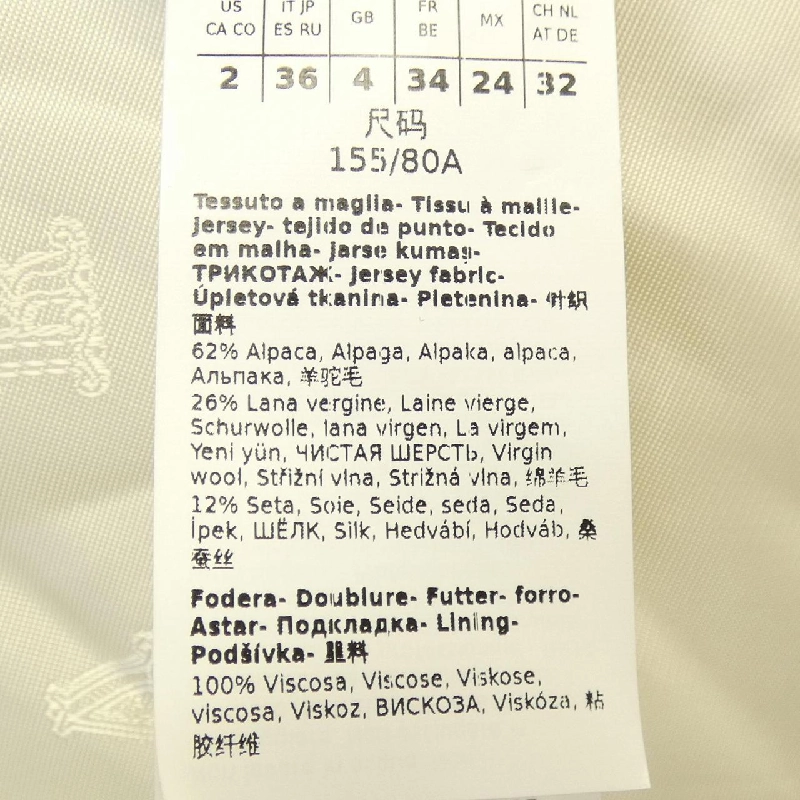 US IT JP GB FR MX CH NL
CA CO ES RU BE AT DE
2 36 4 34 24 32
尺码
155/80A
Tessuto a maglia- Tissu à maille-
jersey- tejido de punto- Tecido
em malha- jarse kumaş-
ТРИКОТАЖ- Jersey fabric-
Úpletová tkanina- Pletenina- 针织
面料
62% Alpaca, Alpaga, Alpaka, alpaca,
Альпака, 羊驼毛
26% Lana vergine, Laine vierge,
Schurwolle, lana virgen, La virgem,
Yeni yün, ЧИСТАЯ ШЕРСТЬ, Virgin
wool, Střižní vlna, Strižná vlna, 绵羊毛
12% Seta, Soie, Seide, seda, Seda,
İpek, ШЁЛК, Silk, Hedvábí, Hodváb, 桑
蚕丝
Fodera- Doublure- Futter- forro-
Astar- Подкладка- Lining-
Podšívka- 里料
100% Viscosa, Viscose, Viskose,
viscosa, Viskoz, ВИСКОЗА, Viskóza, 粘
胶纤维